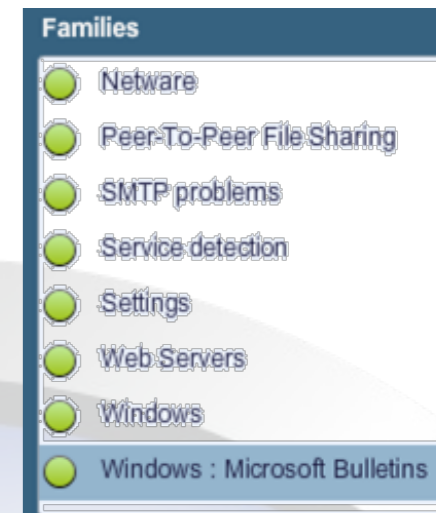 Families
Netware
Peer-To-Peer File Sharing
SMTP problems
Service detection
Settings
Web Servers
Windows
Windows : Microsoft Bulletins